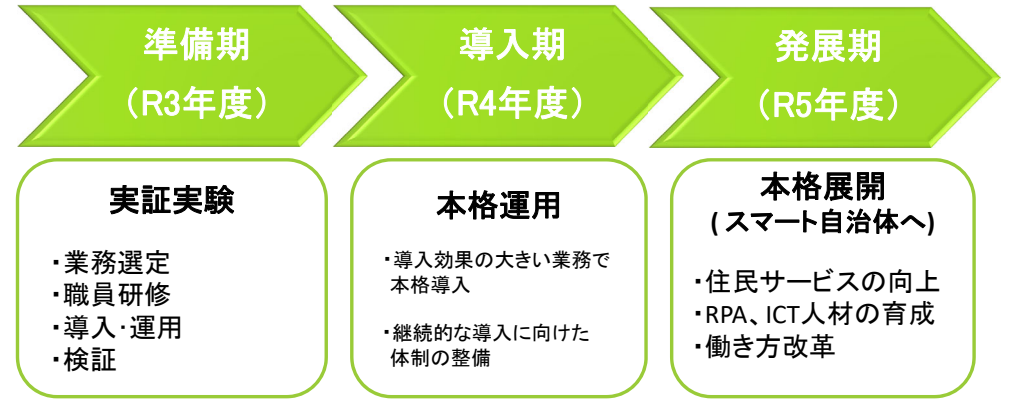 準備期
（R3年度）
導入期
（R4年度）
発展期
（R5年度）
実証実験
・業務選定
・職員研修
・導入・運用
・検証
本格運用
・導入効果の大きい業務で
本格導入
・継続的な導入に向けた
体制の整備
本格展開
( スマート自治体へ)
・住民サービスの向上
・RPA、ICT人材の育成
・働き方改革